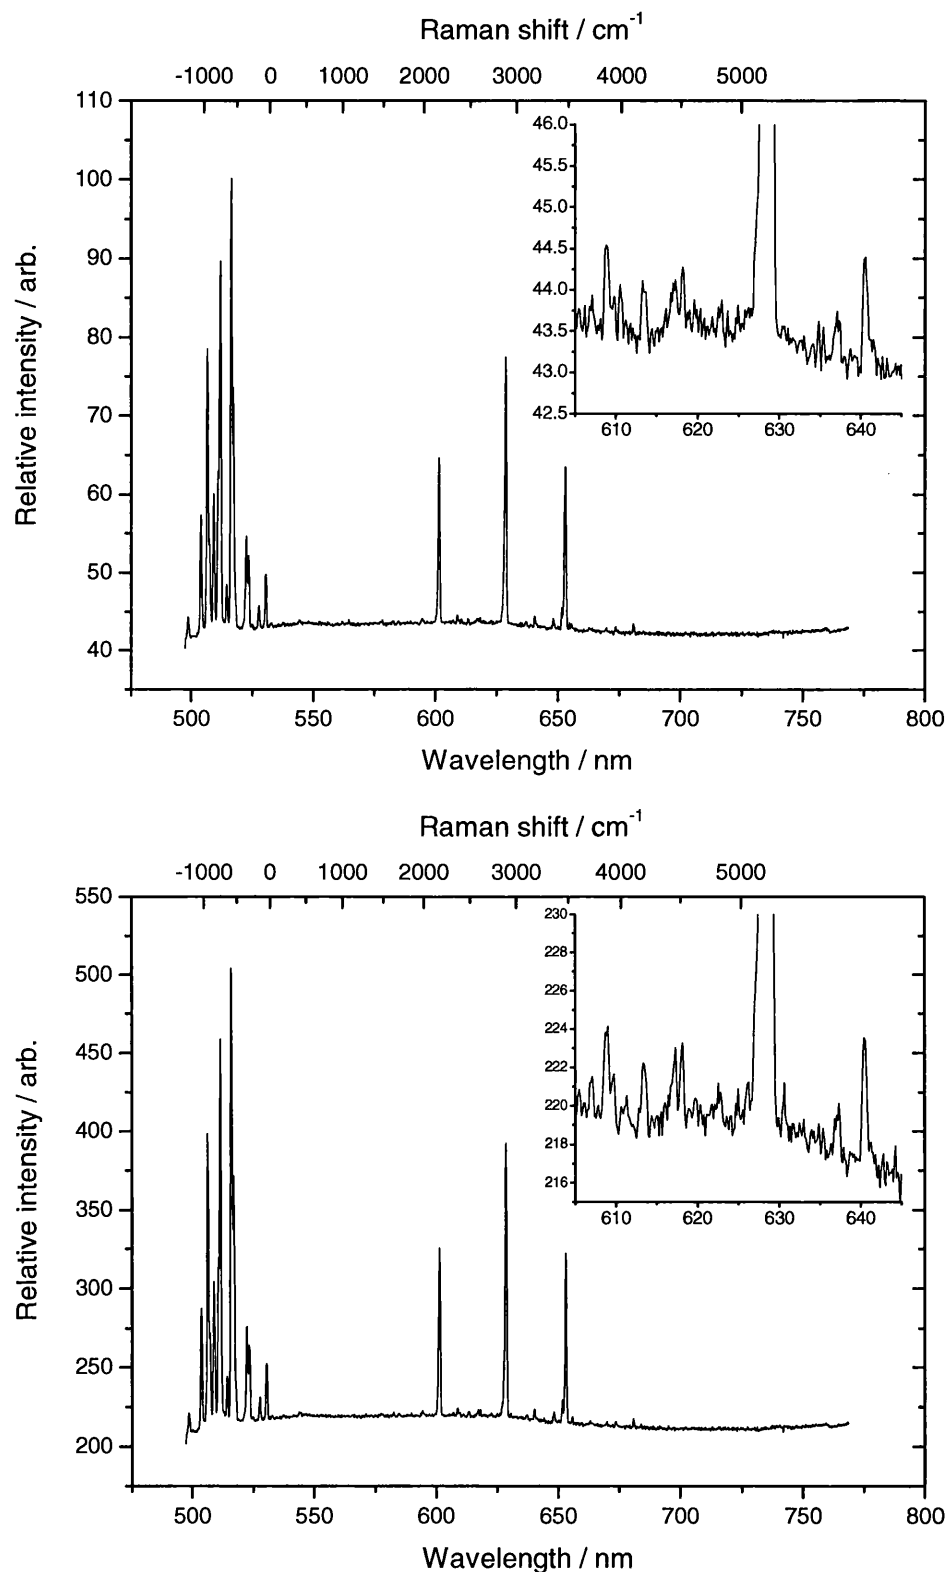 Raman shift / cm-1
-1000 0 1000 2000 3000 4000 5000
110
100
90
80
70
60
50
40
Relative intensity / arb.
46.0
45.5
45.0
44.5
44.0
43.5
43.0
42.5
610 620 630 640
500 550 600 650 700 750 800
Wavelength / nm
Raman shift / cm-1
-1000 0 1000 2000 3000 4000 5000
550
500
450
400
350
300
250
200
Relative intensity / arb.
230
228
226
224
222
220
218
216
610 620 630 640
500 550 600 650 700 750 800
Wavelength / nm